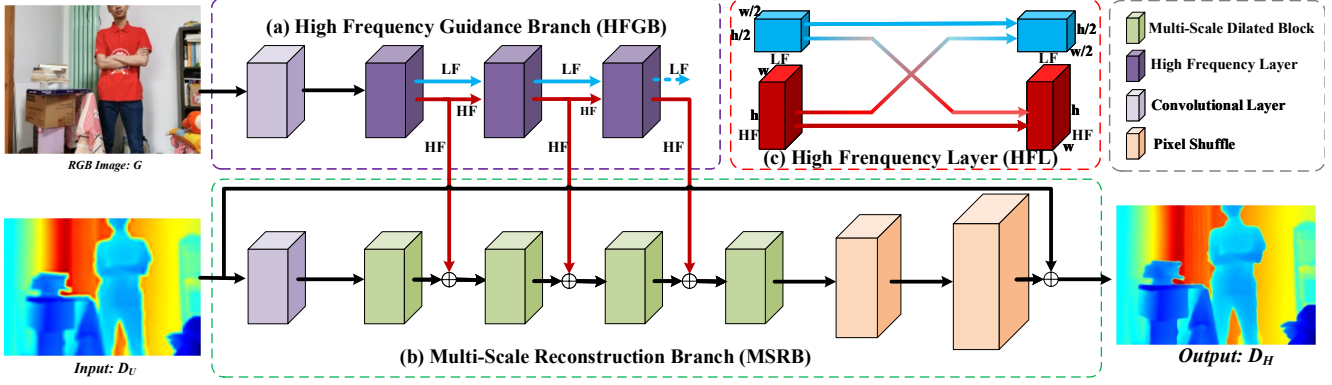 (a) High Frequency Guidance Branch (HFGB)
LF
HF
HF
LF
HF
HF
LF
HF
RGB Image: G
w/2
h/2
LF
w
h
HF
h/2
w/2
LF
h
HF
w
(c) High Frenquency Layer (HFL)
Multi-Scale Dilated Block
High Frequency Layer
Convolutional Layer
Pixel Shuffle
(b) Multi-Scale Reconstruction Branch (MSRB)
Input: D_U
Output: D_H